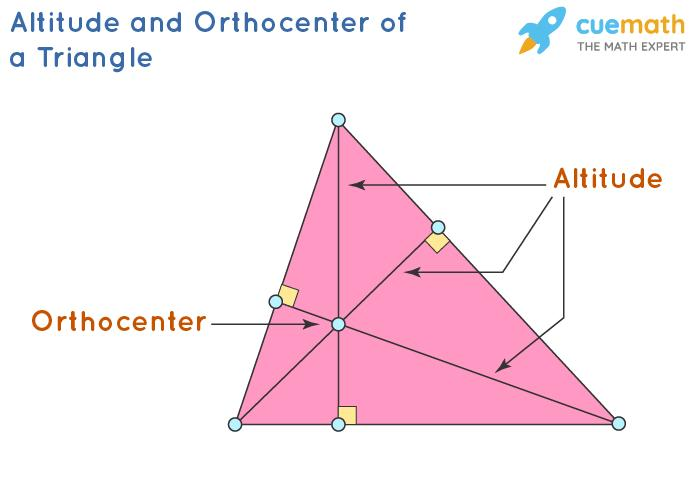 Altitude and Orthocenter of
a Triangle
cuemath
THE MATH EXPERT
Altitude
Orthocenter